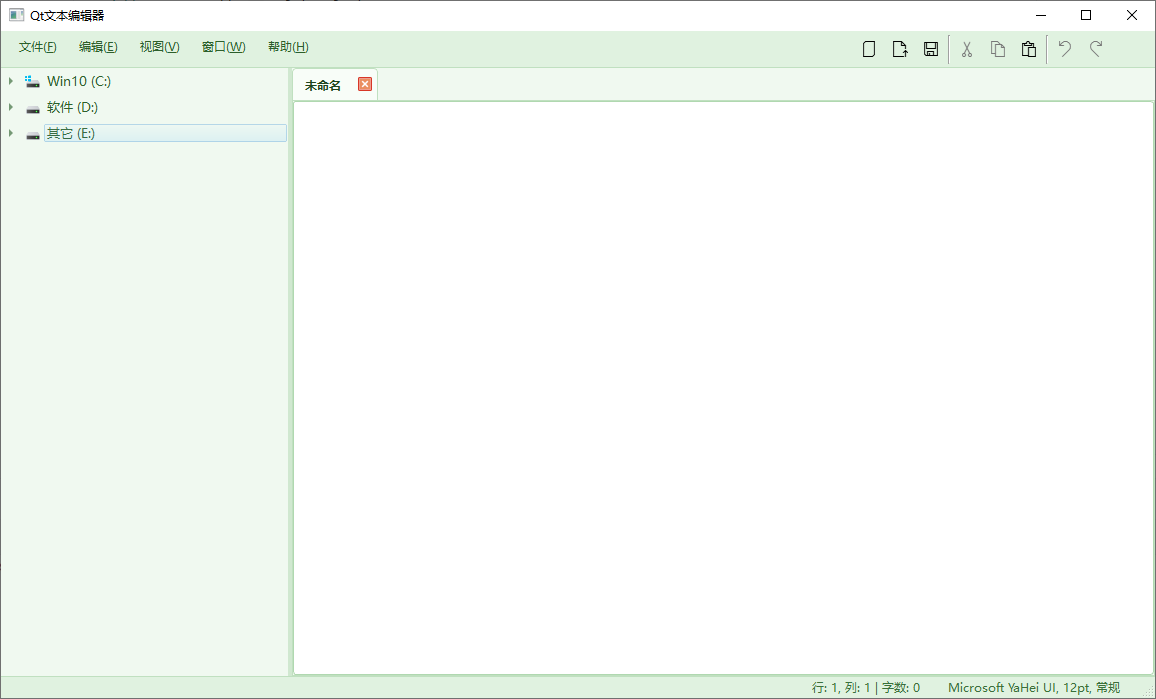 Qt文本编辑器
文件(F) 编辑(E) 视图(V) 窗口(W) 帮助(H)
Win10 (C:)
软件 (D:)
其它 (E:)
未命名
行: 1, 列: 1 | 字数: 0 Microsoft YaHei UI, 12pt, 常规